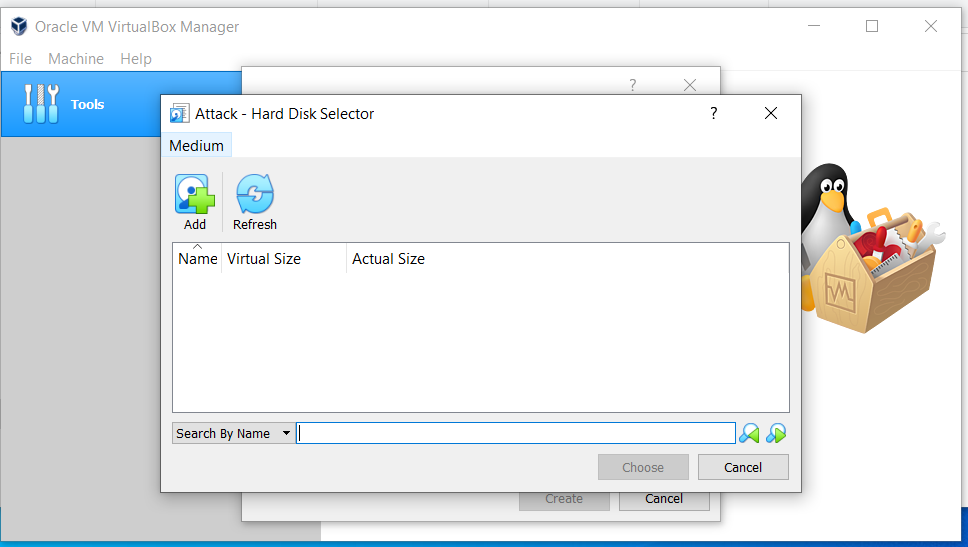 Oracle VM VirtualBox Manager
File Machine Help
Tools
?
Attack - Hard Disk Selector
?
Medium
Add Refresh
Name Virtual Size Actual Size
Search By Name
Choose Cancel
Create Cancel